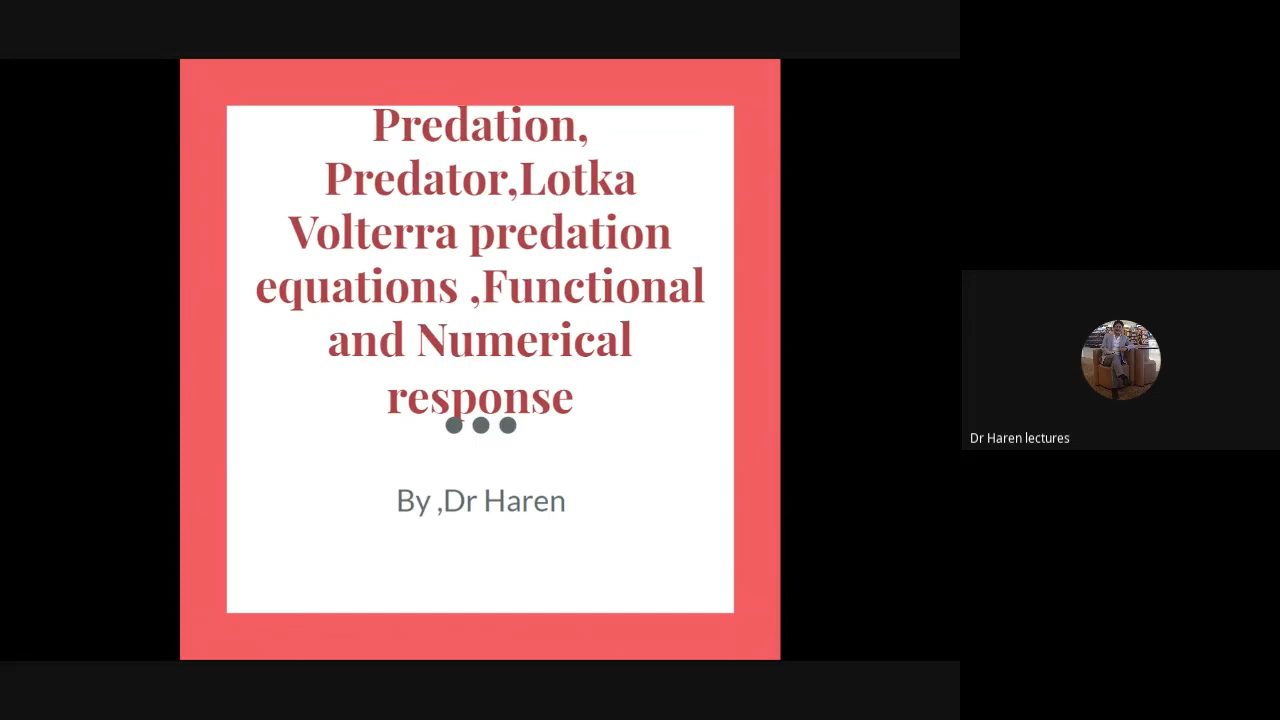 Predation,
Predator,Lotka
Volterra predation
equations ,Functional
and Numerical
response
By ,Dr Haren
Dr Haren lectures